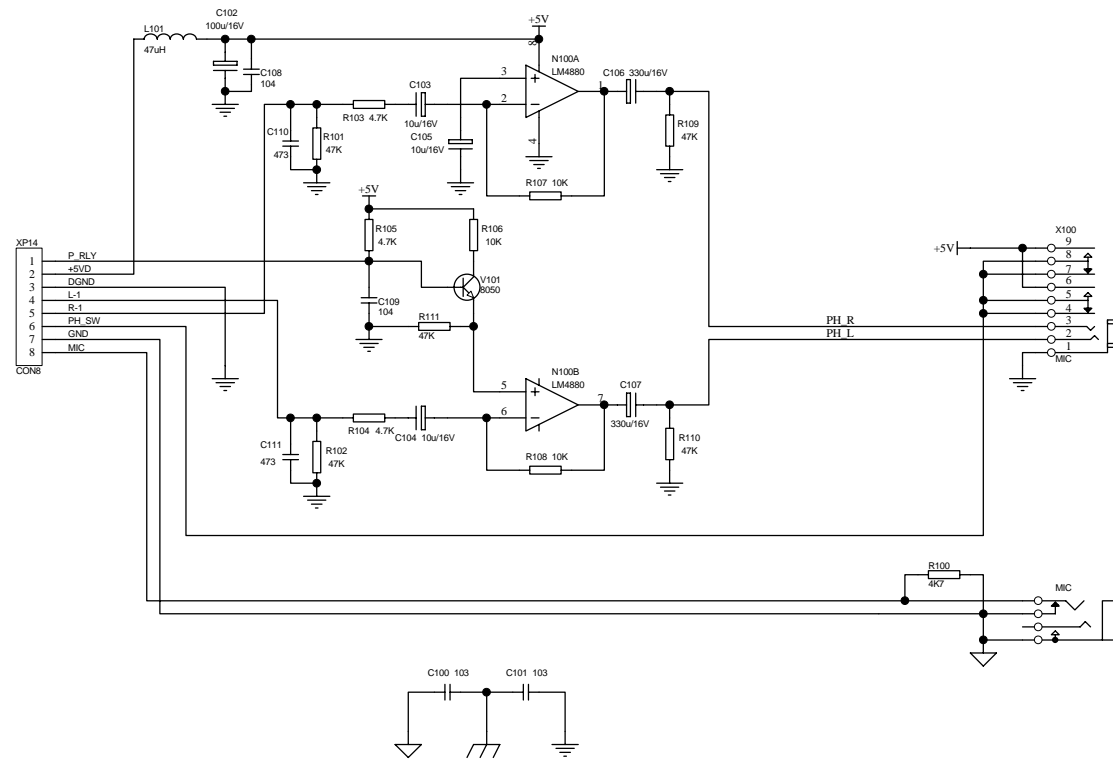 C102
100u/16V
L101
47uH
C108
104
+5V
8
N100A
LM4880
3
2
1
4
C106 330u/16V
C103
10u/16V
R103 4.7K
C105
10u/16V
C110
473
R101
47K
R109
47K
R107 10K
+5V
R105
4.7K
R106
10K
V101
8050
C109
104
R111
47K
XP14
1 P_RLY
2 +5VD
3 DGND
4 L-1
5 R-1
6 PH_SW
7 GND
8 MIC
CON8
X100
+5V
9
8
7
6
5
4
3
2
1
MIC
PH_R
PH_L
N100B
LM4880
5
6
7
C107
330u/16V
R104 4.7K
C104 10u/16V
C111
473
R102
47K
R108 10K
R110
47K
R100
4K7
MIC
C100 103
C101 103